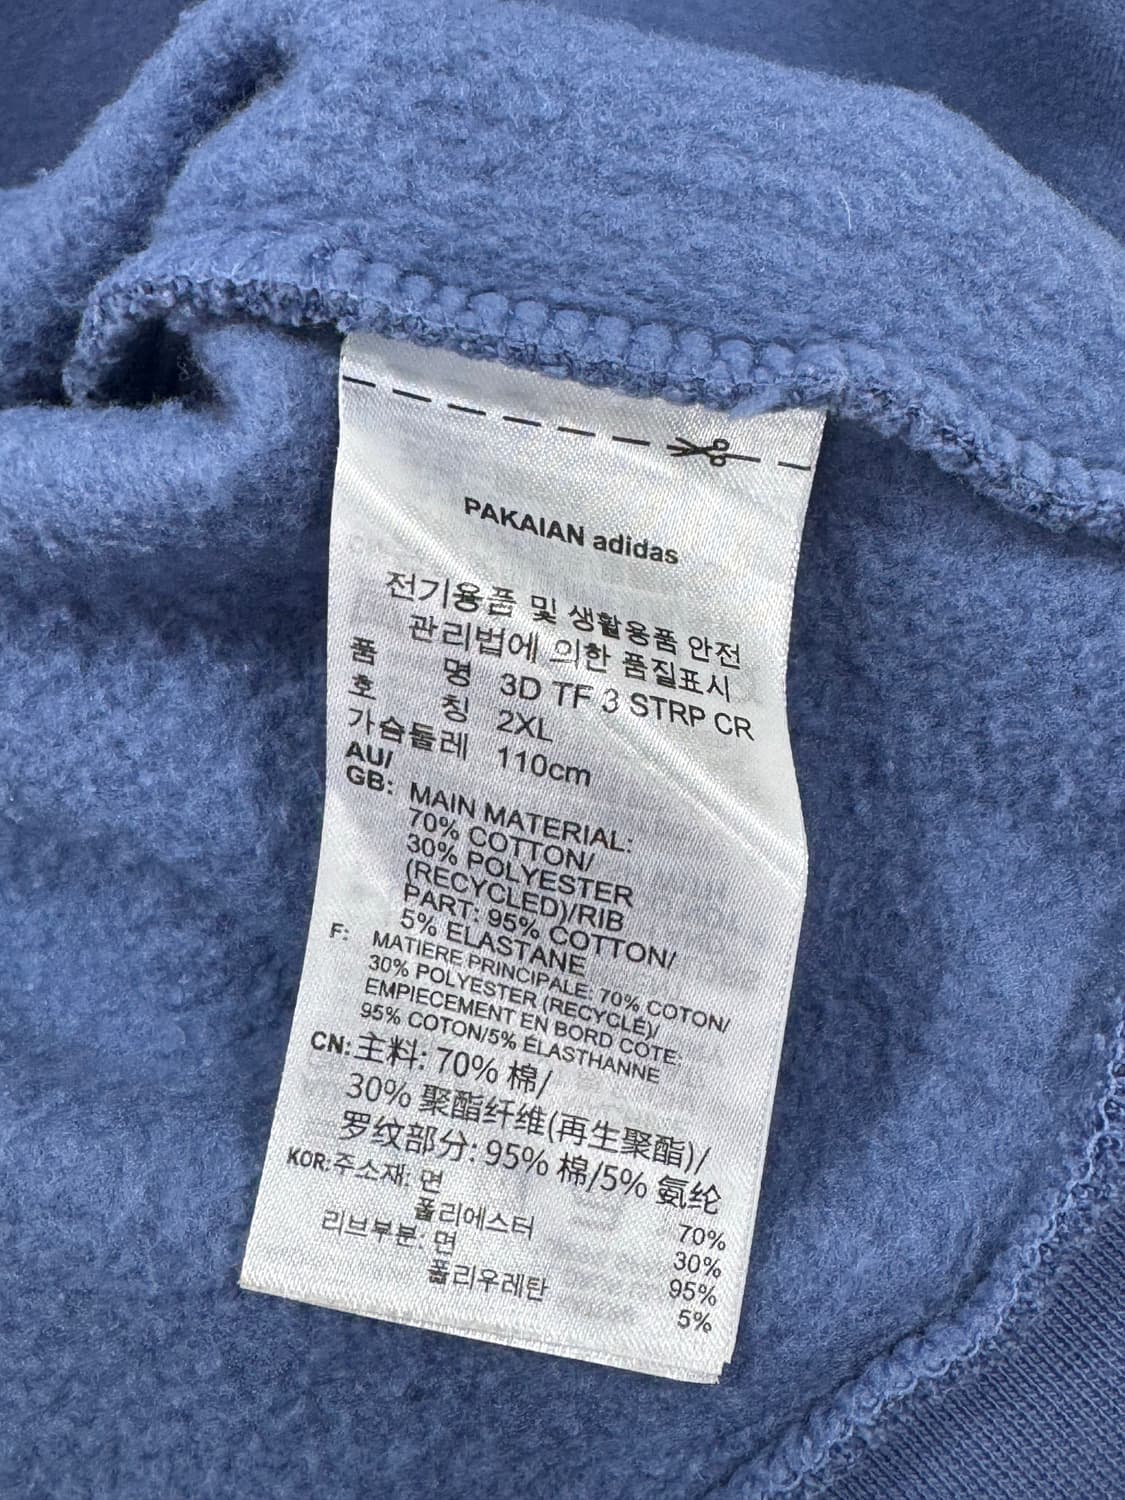 PAKAIAN adidas
전기용품 및 생활용품 안전
관리법에 의한 품질표시
품 명 3D TF 3 STRP CR
호 칭 2XL
가슴둘레 110cm
AU/
GB: MAIN MATERIAL:
70% COTTON/
30% POLYESTER
(RECYCLED)/RIB
PART: 95% COTTON/
5% ELASTANE
F: MATIERE PRINCIPALE: 70% COTON/
30% POLYESTER (RECYCLÉ)/
EMPIECEMENT EN BORD COTE:
95% COTON/5% ÉLASTHANNE
CN: 主料: 70% 棉/
30% 聚酯纤维(再生聚酯)/
罗纹部分: 95% 棉/5% 氨纶
KOR: 주소재: 면 70%
폴리에스터 30%
리브부분: 면 95%
폴리우레탄 5%